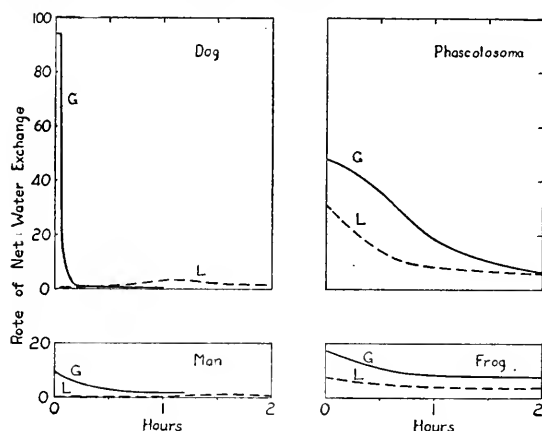 Rate of Net Water Exchange
100
80
60
40
20
0
Dog
G
L
Phascolosoma
G
L
20
0
Man
G
L
0
1
2
Hours
Frog
G
L
0
1
2
Hours